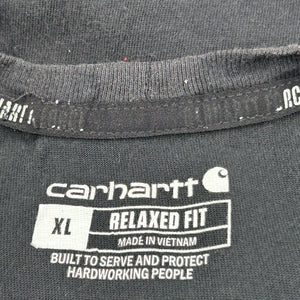 carhartt
XL RELAXED FIT
MADE IN VIETNAM
BUILT TO SERVE AND PROTECT
HARDWORKING PEOPLE